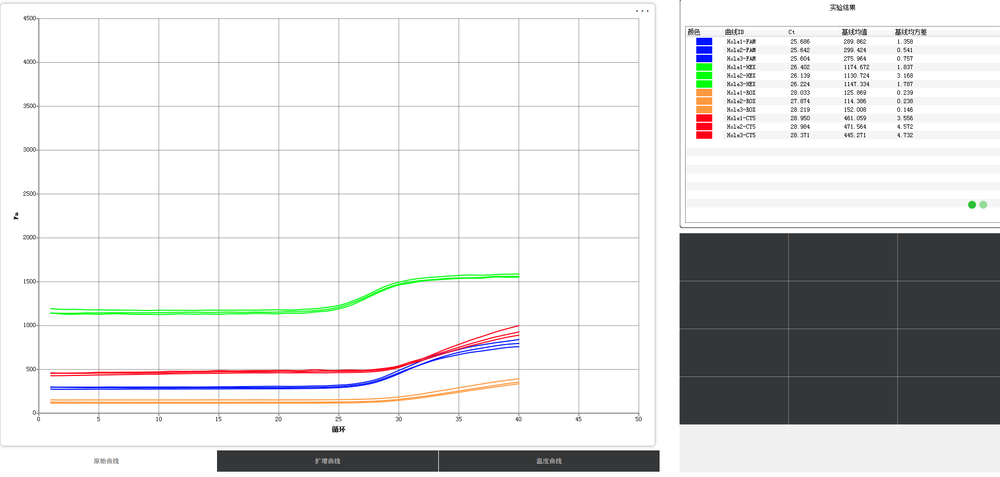 ...
4500
4000
3500
3000
2500
2000
1500
1000
500
0
Fn
0 5 10 15 20 25 30 35 40 45 50
循环
原始曲线 扩增曲线 温度曲线
实验结果
颜色 曲线ID Ct 基线均值 基线均方差
Hole1-FAM 25.686 289.862 1.358
Hole2-FAM 25.642 299.424 0.541
Hole3-FAM 25.604 275.964 0.757
Hole1-HEX 26.402 1174.672 1.837
Hole2-HEX 26.139 1130.724 3.168
Hole3-HEX 26.224 1147.334 1.787
Hole1-ROX 28.033 125.869 0.239
Hole2-ROX 27.874 114.386 0.238
Hole3-ROX 28.219 152.008 0.146
Hole1-CY5 28.950 461.059 3.556
Hole2-CY5 28.984 471.564 4.572
Hole3-CY5 28.371 445.271 4.732